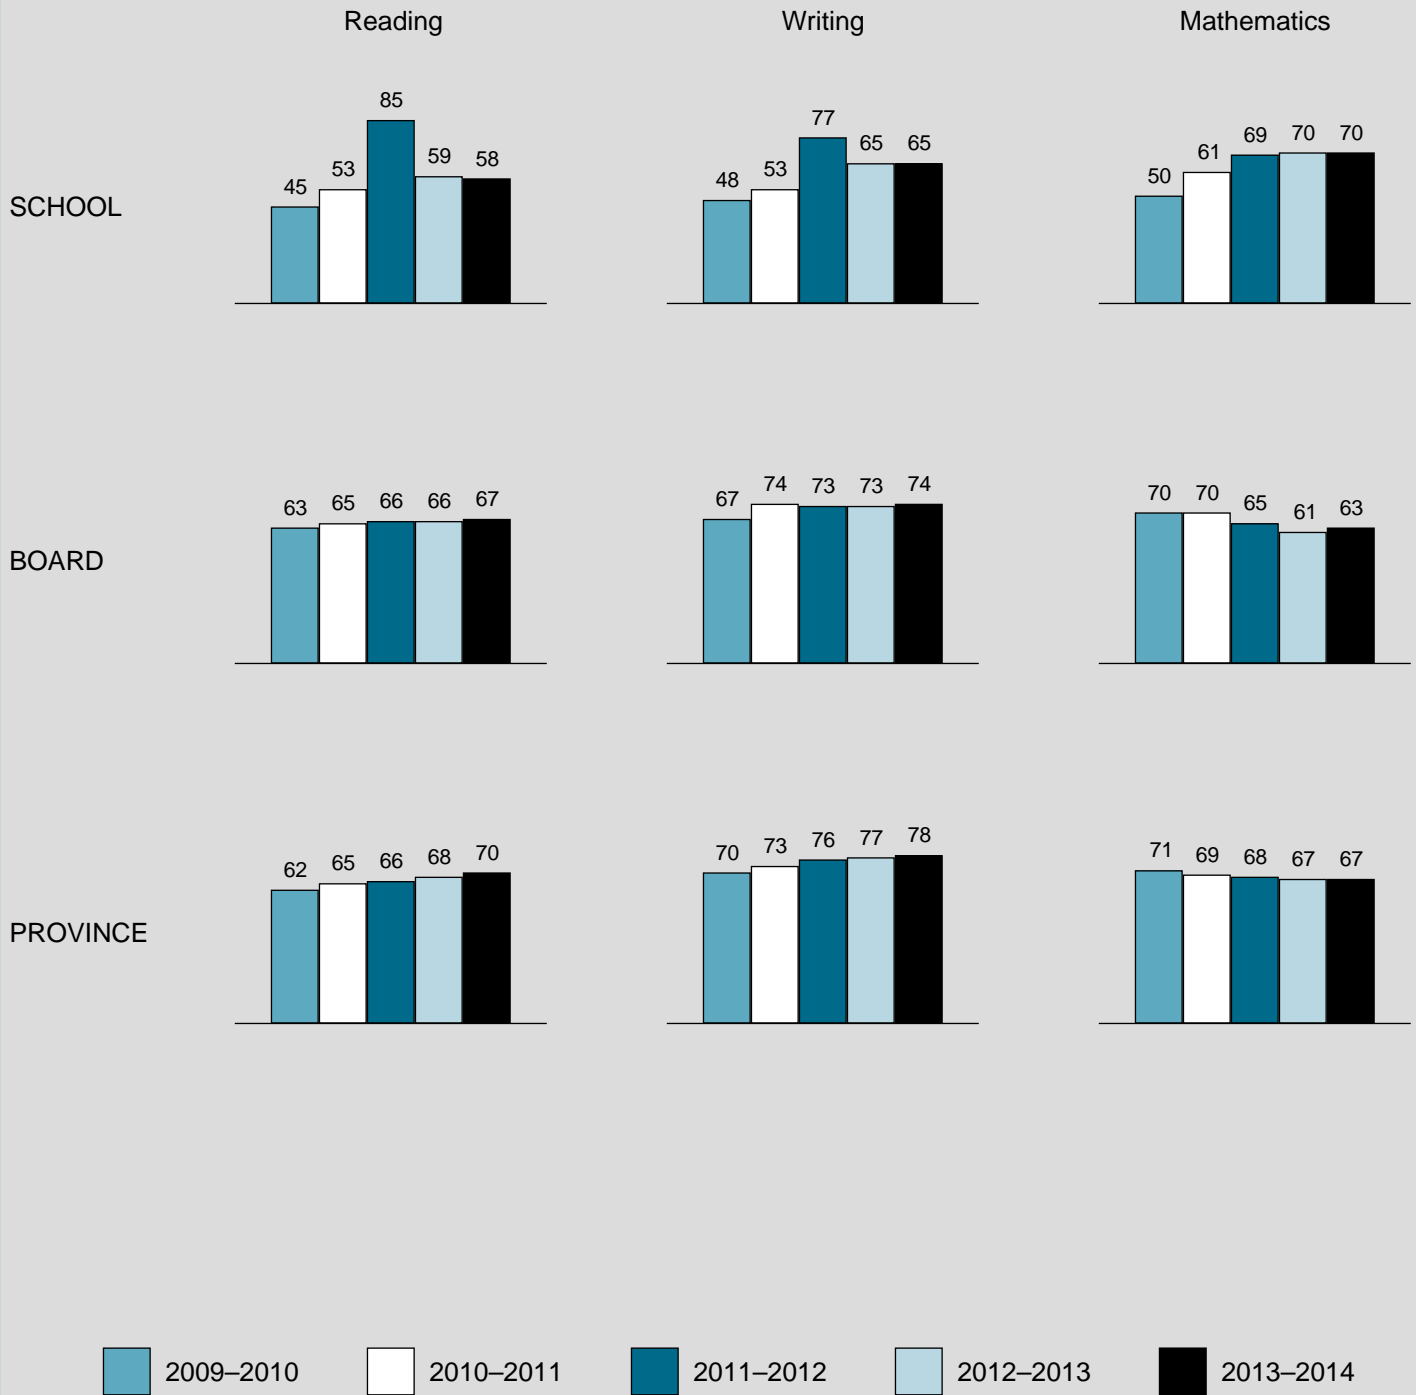 Reading Writing Mathematics
SCHOOL
45 53 85 59 58
48 53 77 65 65
50 61 69 70 70
BOARD
63 65 66 66 67
67 74 73 73 74
70 70 65 61 63
PROVINCE
62 65 66 68 70
70 73 76 77 78
71 69 68 67 67
2009–2010 2010–2011 2011–2012 2012–2013 2013–2014